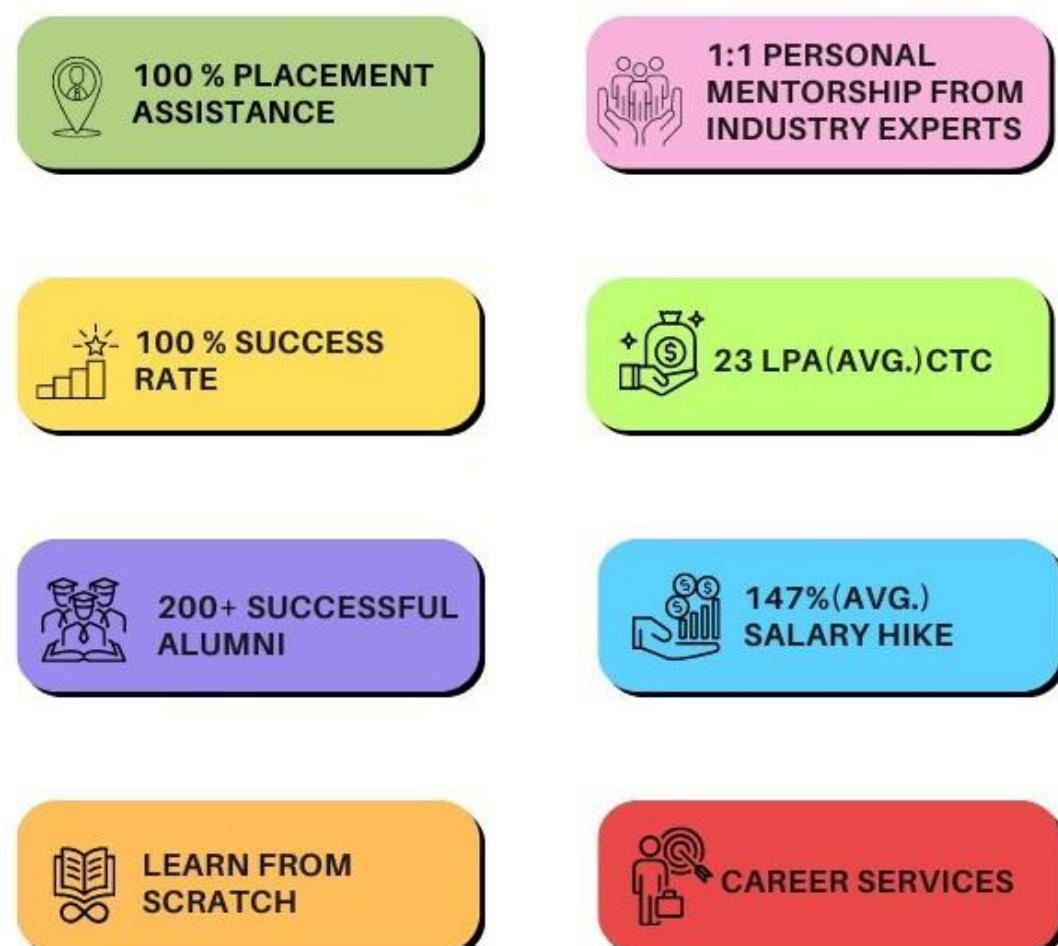 100 % PLACEMENT
ASSISTANCE
1:1 PERSONAL
MENTORSHIP FROM
INDUSTRY EXPERTS
100 % SUCCESS
RATE
23 LPA(AVG.)CTC
200+ SUCCESSFUL
ALUMNI
147%(AVG.)
SALARY HIKE
LEARN FROM
SCRATCH
CAREER SERVICES